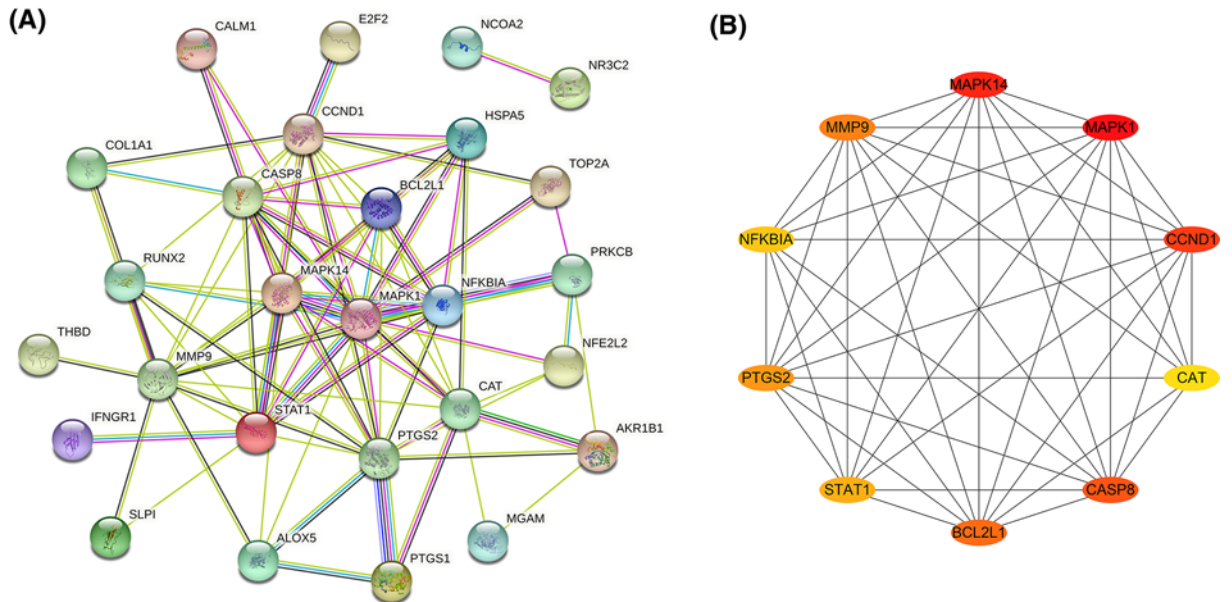 (A)
CALM1
E2F2
NCOA2
NR3C2
CCND1
HSPA5
COL1A1
CASP8
BCL2L1
TOP2A
RUNX2
MAPK14
MAPK1
NFKBIA
PRKCB
THBD
MMP9
NFE2L2
IFNGR1
STAT1
CAT
PTGS2
AKR1B1
SLPI
ALOX5
PTGS1
MGAM
(B)
MAPK14
MMP9
MAPK1
NFKBIA
CCND1
PTGS2
CAT
STAT1
CASP8
BCL2L1